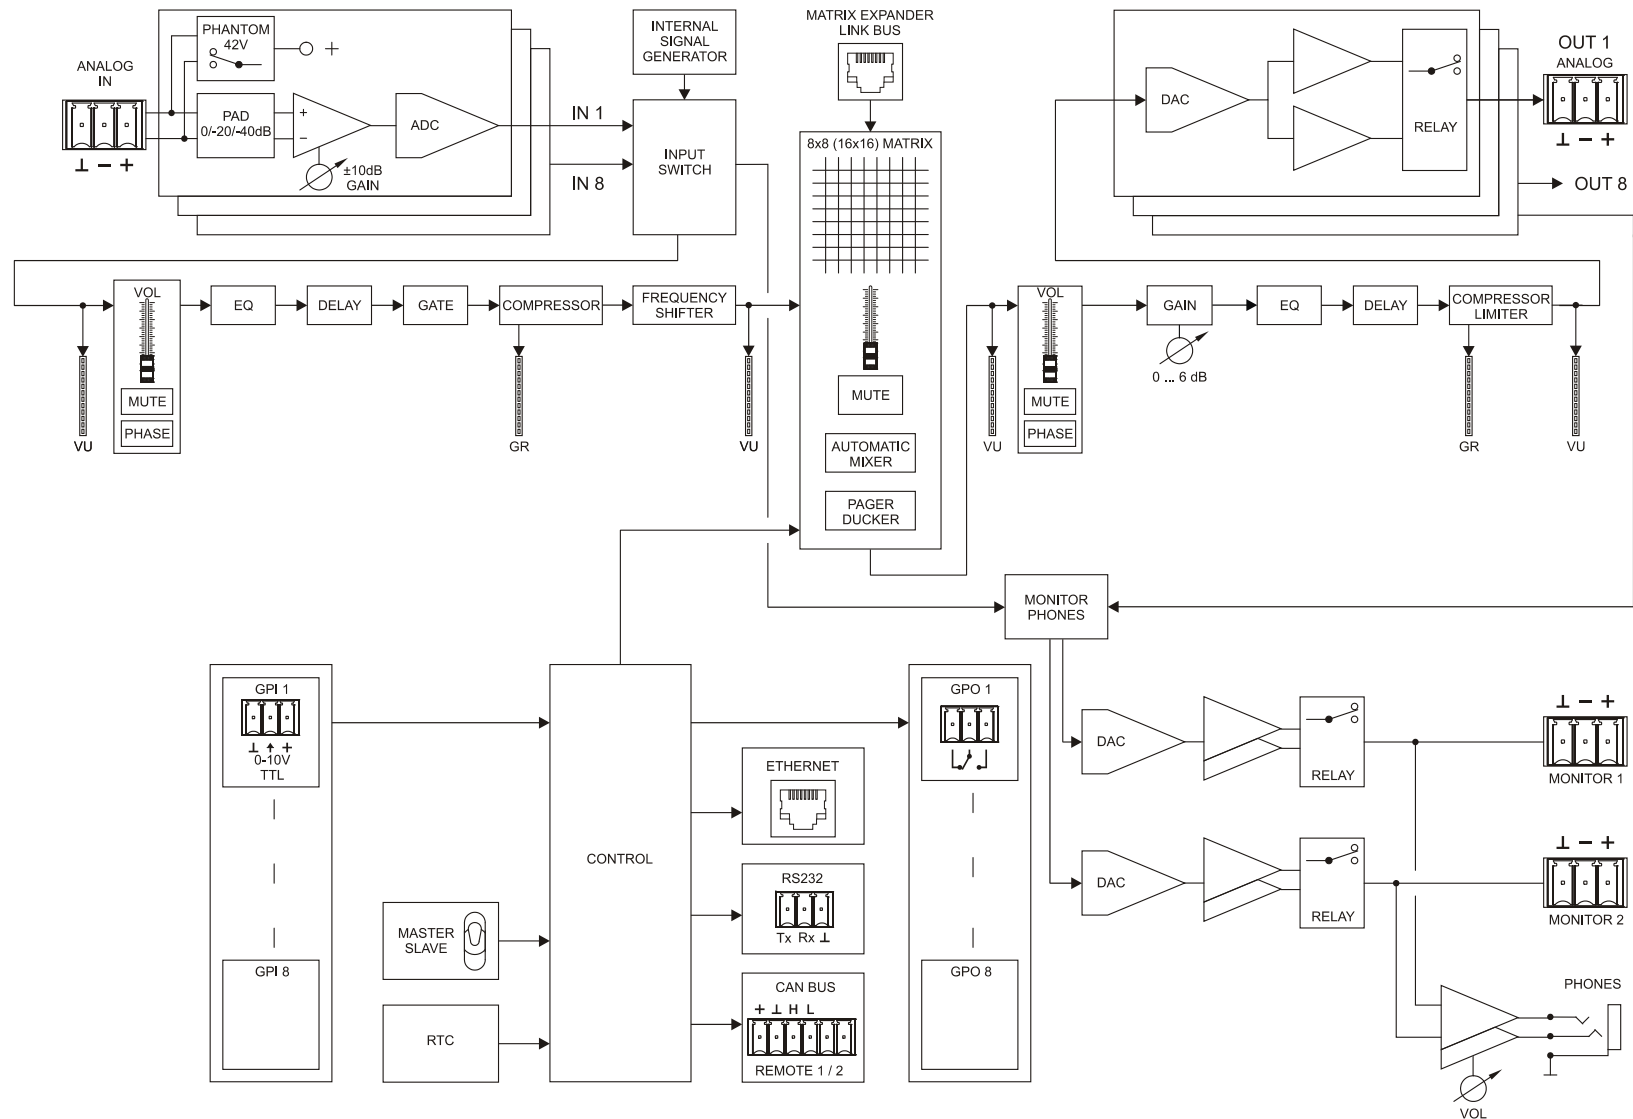 ANALOG
IN
⊥ − +
PHANTOM
42V
+
PAD
0/-20/-40dB
+
−
±10dB
GAIN
ADC
IN 1
IN 8
INTERNAL
SIGNAL
GENERATOR
INPUT
SWITCH
MATRIX EXPANDER
LINK BUS
8x8 (16x16) MATRIX
MUTE
AUTOMATIC
MIXER
PAGER
DUCKER
DAC
RELAY
OUT 1
ANALOG
⊥ − +
OUT 8
VU
VOL
MUTE
PHASE
EQ
DELAY
GATE
COMPRESSOR
GR
FREQUENCY
SHIFTER
VU
VU
VOL
MUTE
PHASE
GAIN
0 ... 6 dB
EQ
DELAY
COMPRESSOR
LIMITER
GR
VU
MONITOR
PHONES
GPI 1
⊥ +
0-10V
TTL
GPI 8
MASTER
SLAVE
RTC
CONTROL
ETHERNET
RS232
Tx Rx ⊥
CAN BUS
+ ⊥ H L
REMOTE 1 / 2
GPO 1
GPO 8
DAC
RELAY
⊥ − +
MONITOR 1
DAC
RELAY
⊥ − +
MONITOR 2
PHONES
VOL